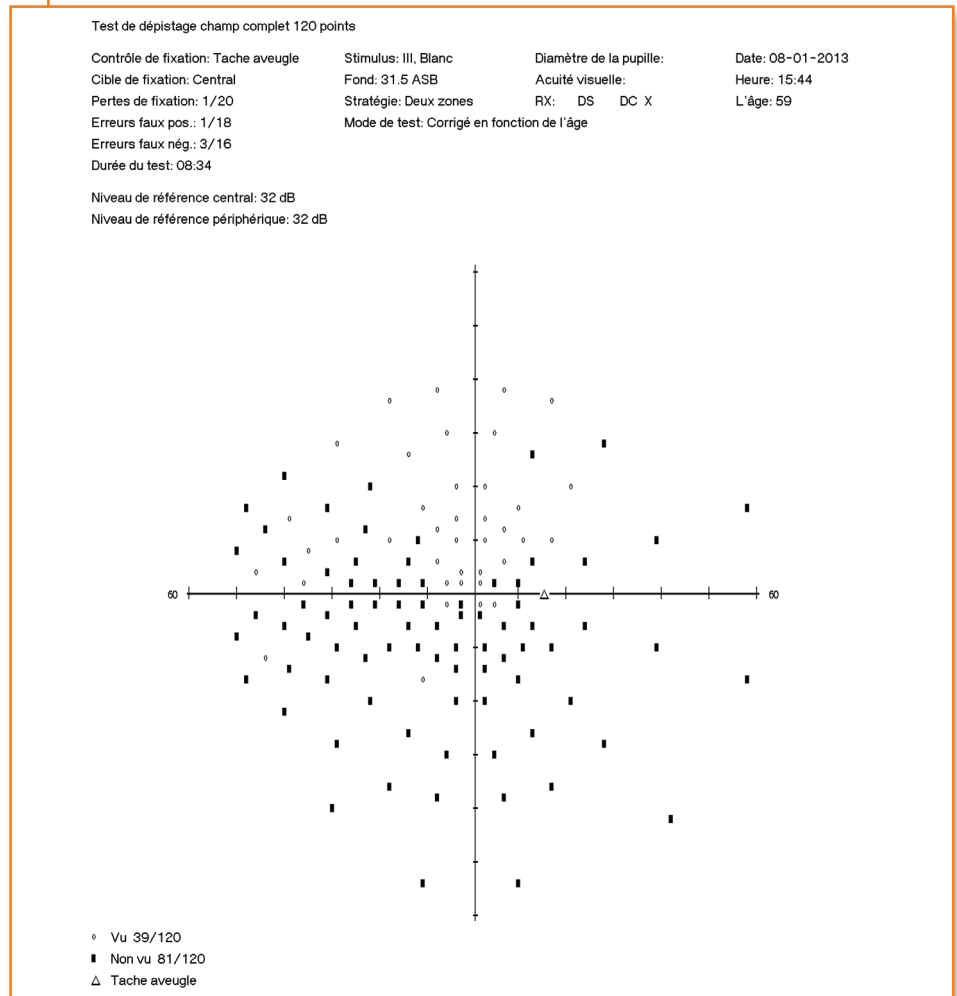 Test de dépistage champ complet 120 points
Contrôle de fixation: Tache aveugle
Cible de fixation: Central
Pertes de fixation: 1/20
Erreurs faux pos.: 1/18
Erreurs faux nég.: 3/16
Durée du test: 08:34
Stimulus: III, Blanc
Fond: 31.5 ASB
Stratégie: Deux zones
Mode de test: Corrigé en fonction de l'âge
Diamètre de la pupille:
Acuité visuelle:
RX: DS DC X
Date: 08-01-2013
Heure: 15:44
L'âge: 59
Niveau de référence central: 32 dB
Niveau de référence périphérique: 32 dB
60 60
Vu 39/120
Non vu 81/120
Tache aveugle